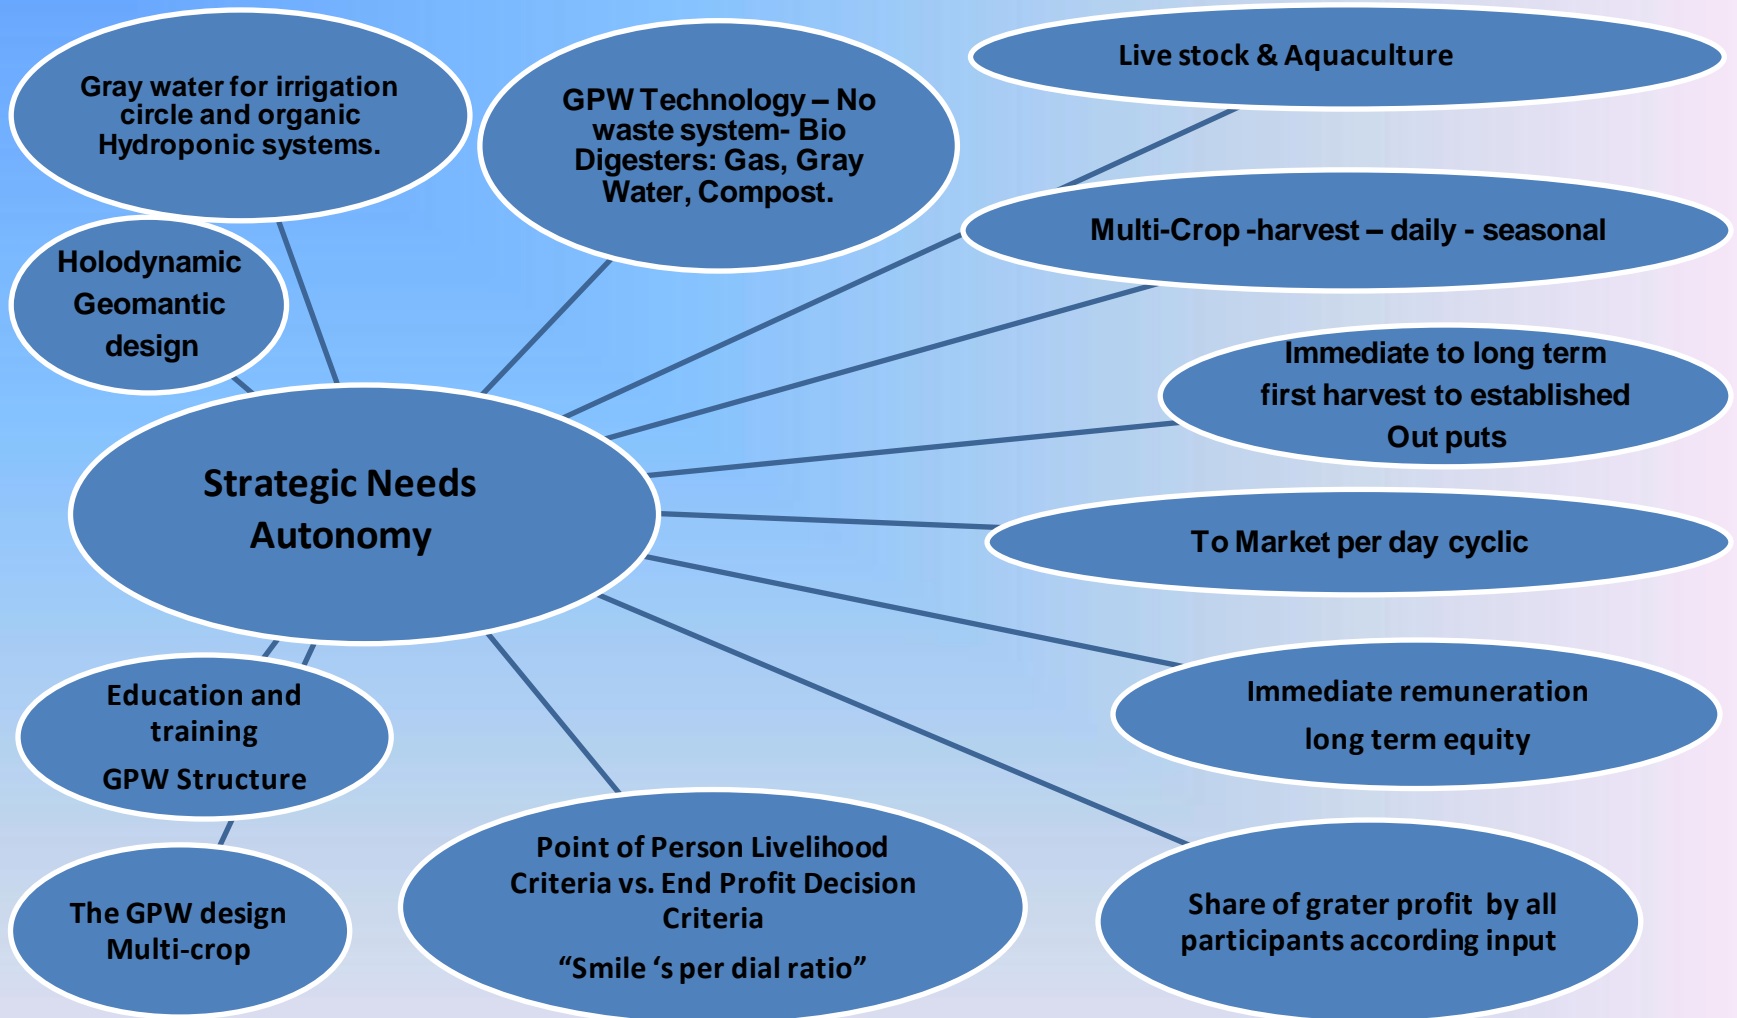 Gray water for irrigation
circle and organic
Hydroponic systems.
GPW Technology – No
waste system- Bio
Digesters: Gas, Gray
Water, Compost.
Live stock & Aquaculture
Multi-Crop -harvest – daily - seasonal
Holodynamic
Geomantic
design
Immediate to long term
first harvest to established
Out puts
Strategic Needs
Autonomy
To Market per day cyclic
Immediate remuneration
long term equity
Education and
training
GPW Structure
Point of Person Livelihood
Criteria vs. End Profit Decision
Criteria
“Smile ‘s per dial ratio”
Share of grater profit by all
participants according input
The GPW design
Multi-crop